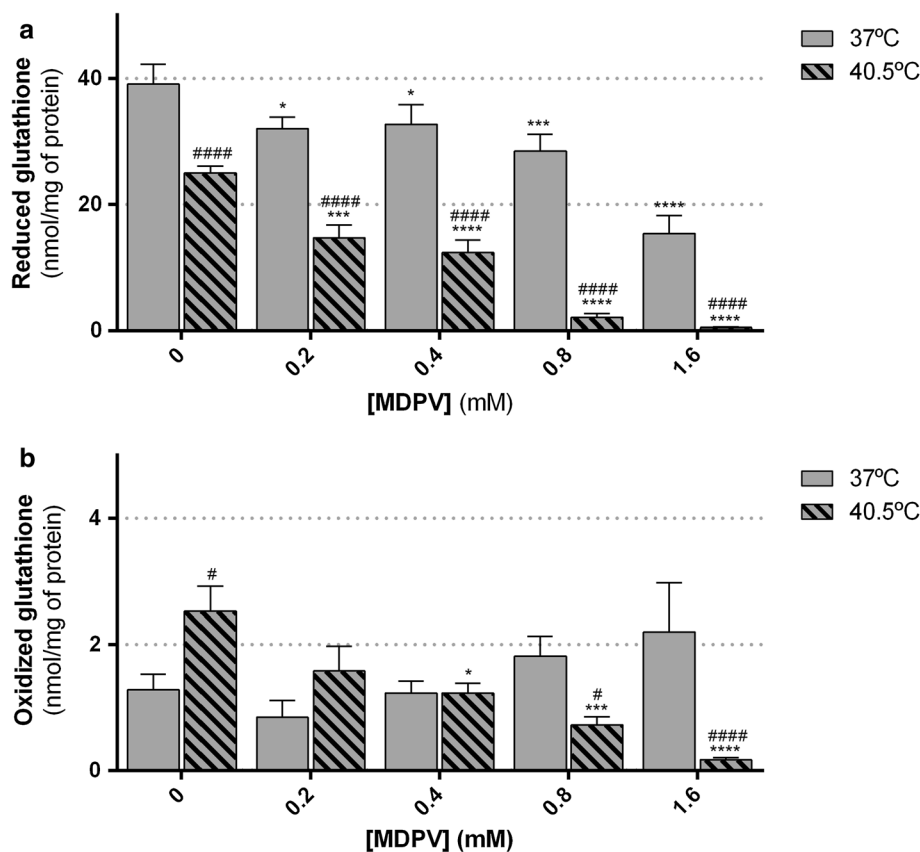 a
Reduced glutathione
(nmol/mg of protein)
40
20
0
####
*
####
***
*
####
****
***
####
****
****
####
****
0
0.2
0.4
0.8
1.6
[MDPV] (mM)
37ºC
40.5ºC
b
Oxidized glutathione
(nmol/mg of protein)
4
2
0
#
*
#
***
####
****
0
0.2
0.4
0.8
1.6
[MDPV] (mM)
37ºC
40.5ºC